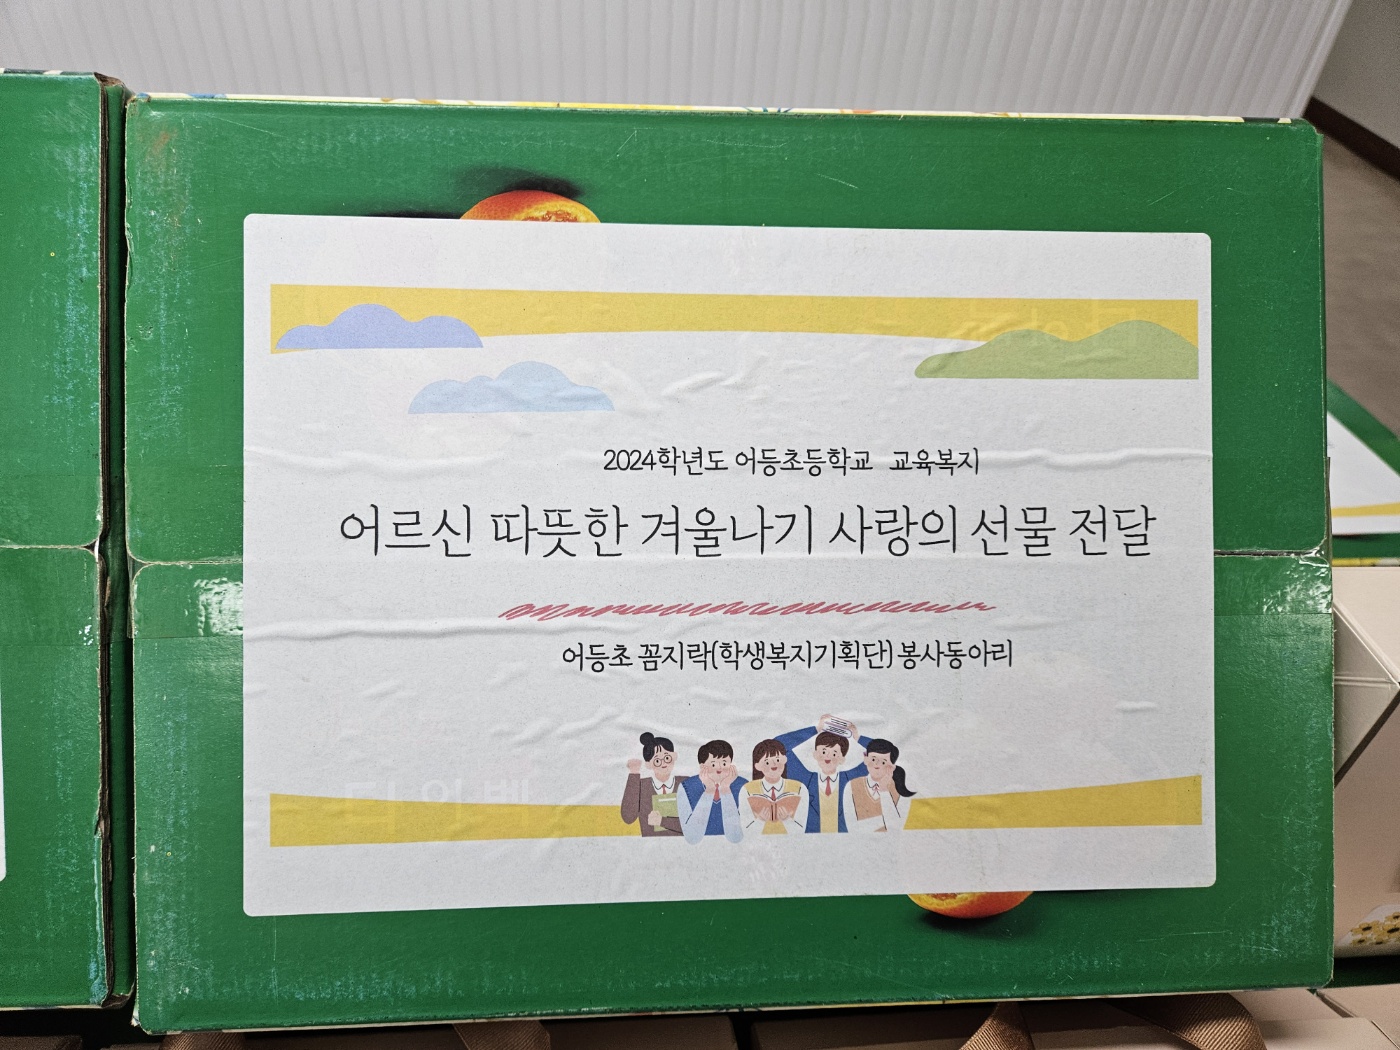 2024학년도 어등초등학교 교육복지
어르신 따뜻한 겨울나기 사랑의 선물 전달
어등초 꼼지락(학생복지기획단) 봉사동아리